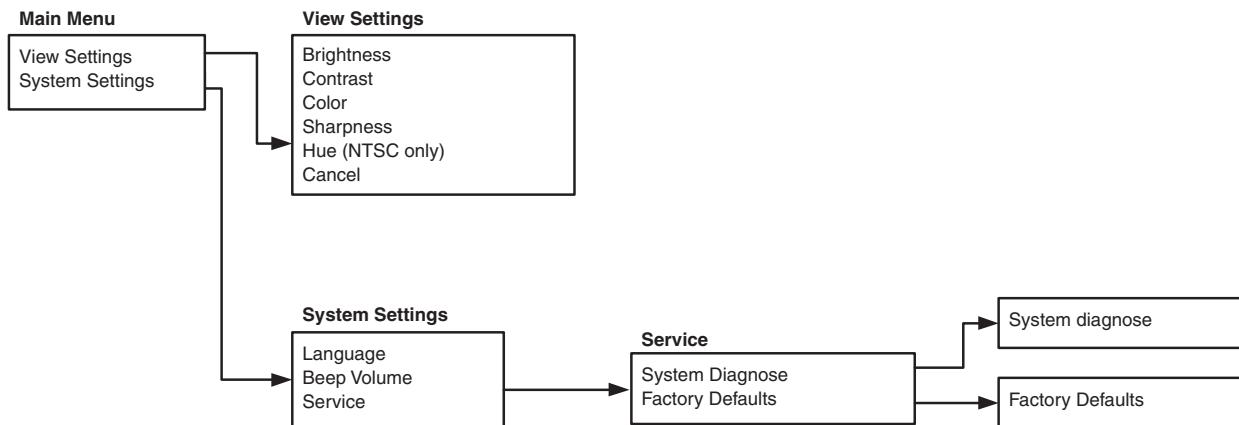 Main Menu
View Settings
System Settings
View Settings
Brightness
Contrast
Color
Sharpness
Hue (NTSC only)
Cancel
System Settings
Language
Beep Volume
Service
Service
System Diagnose
Factory Defaults
System diagnose
Factory Defaults